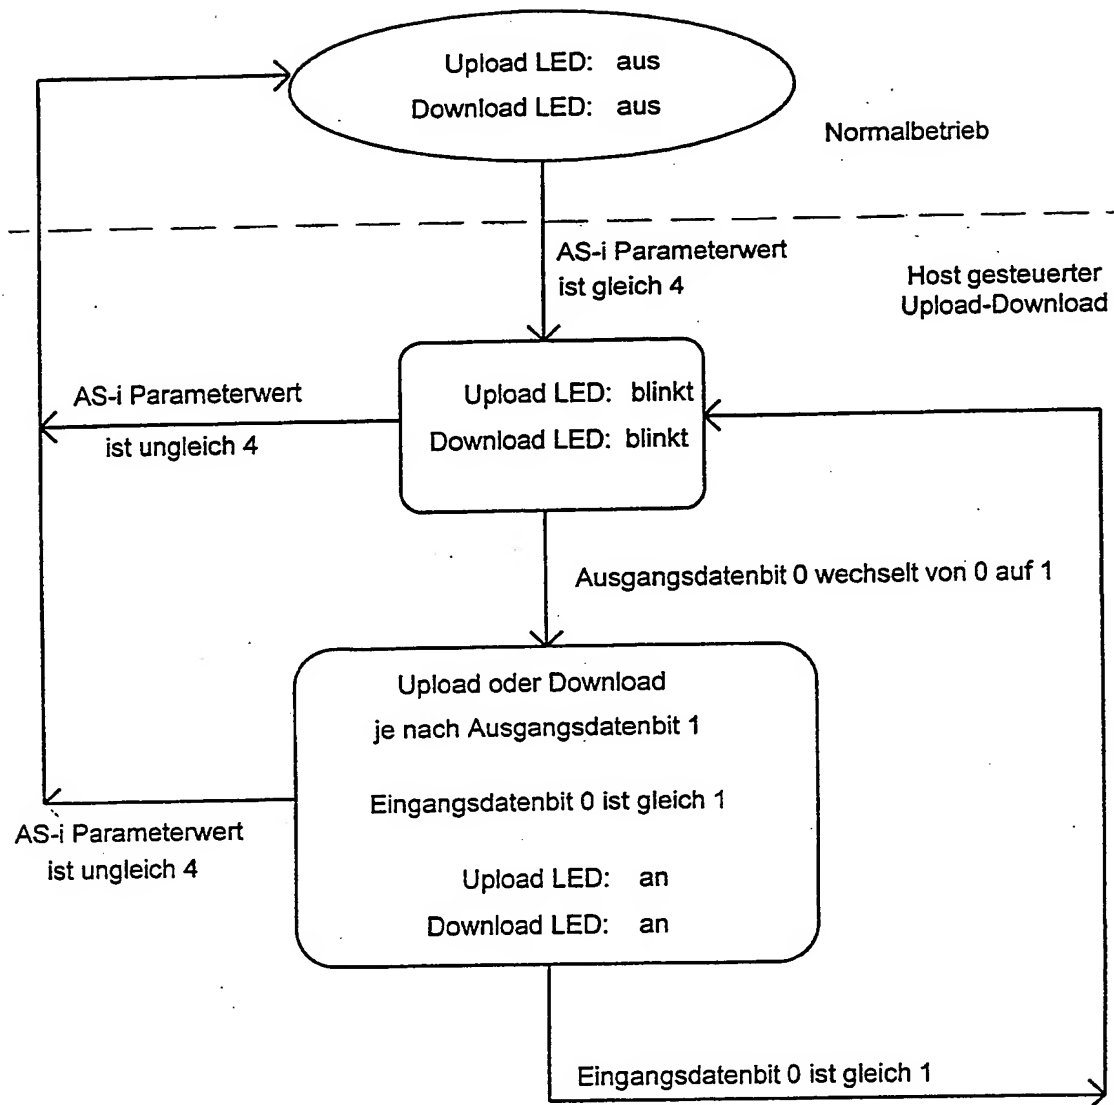 Upload LED: aus
Download LED: aus
Normalbetrieb
AS-i Parameterwert
ist gleich 4
Host gesteuerter
Upload-Download
AS-i Parameterwert
ist ungleich 4
Upload LED: blinkt
Download LED: blinkt
Ausgangsdatenbit 0 wechselt von 0 auf 1
Upload oder Download
je nach Ausgangsdatenbit 1
Eingangsdatenbit 0 ist gleich 1
Upload LED: an
Download LED: an
AS-i Parameterwert
ist ungleich 4
Eingangsdatenbit 0 ist gleich 1